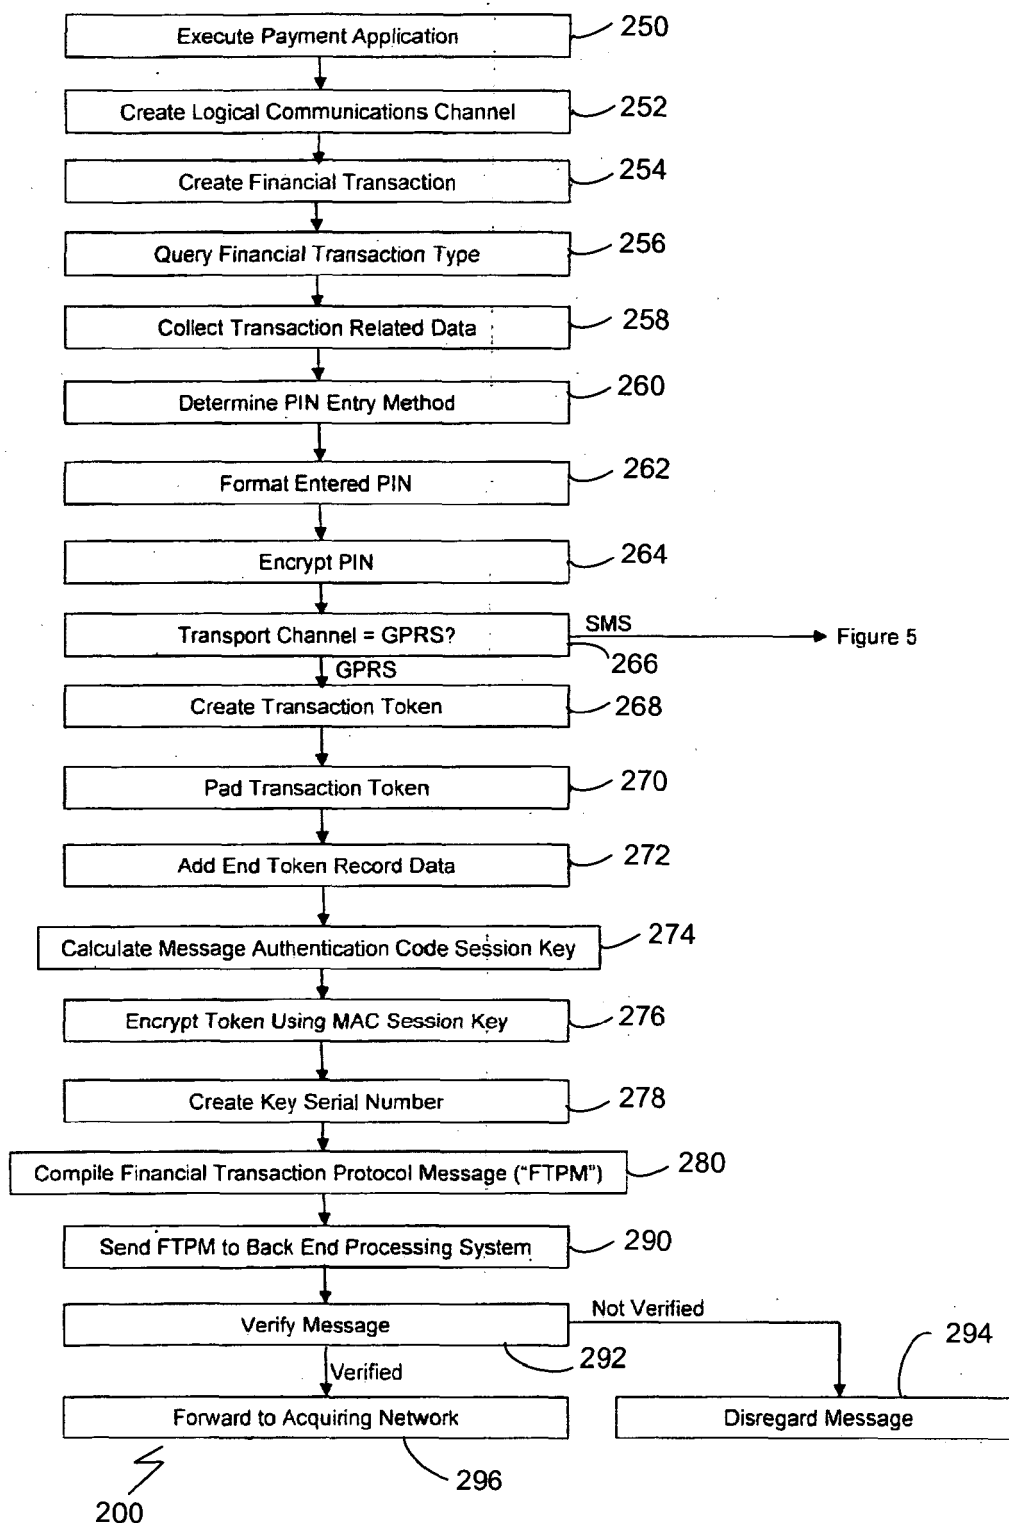 Execute Payment Application
250
Create Logical Communications Channel
252
Create Financial Transaction
254
Query Financial Transaction Type
256
Collect Transaction Related Data
258
Determine PIN Entry Method
260
Format Entered PIN
262
Encrypt PIN
264
Transport Channel = GPRS?
SMS
Figure 5
266
GPRS
Create Transaction Token
268
Pad Transaction Token
270
Add End Token Record Data
272
Calculate Message Authentication Code Session Key
274
Encrypt Token Using MAC Session Key
276
Create Key Serial Number
278
Compile Financial Transaction Protocol Message ("FTPM")
280
Send FTPM to Back End Processing System
290
Verify Message
Not Verified
292
294
Verified
Forward to Acquiring Network
Disregard Message
296
200